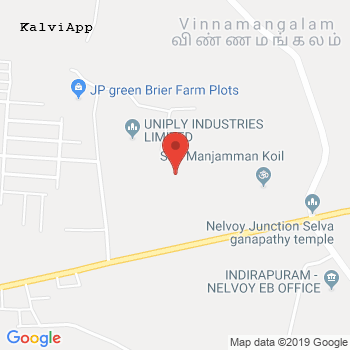 KalviApp
Vinnamangalam
விண்ணமங்கலம்
JP green Brier Farm Plots
UNIPLY INDUSTRIES
LIMITED
Manjamman Koil
Nelvoy Junction Selva
ganapathy temple
INDIRAPURAM -
NELVOY EB OFFICE
Google
Map data ©2019 Google